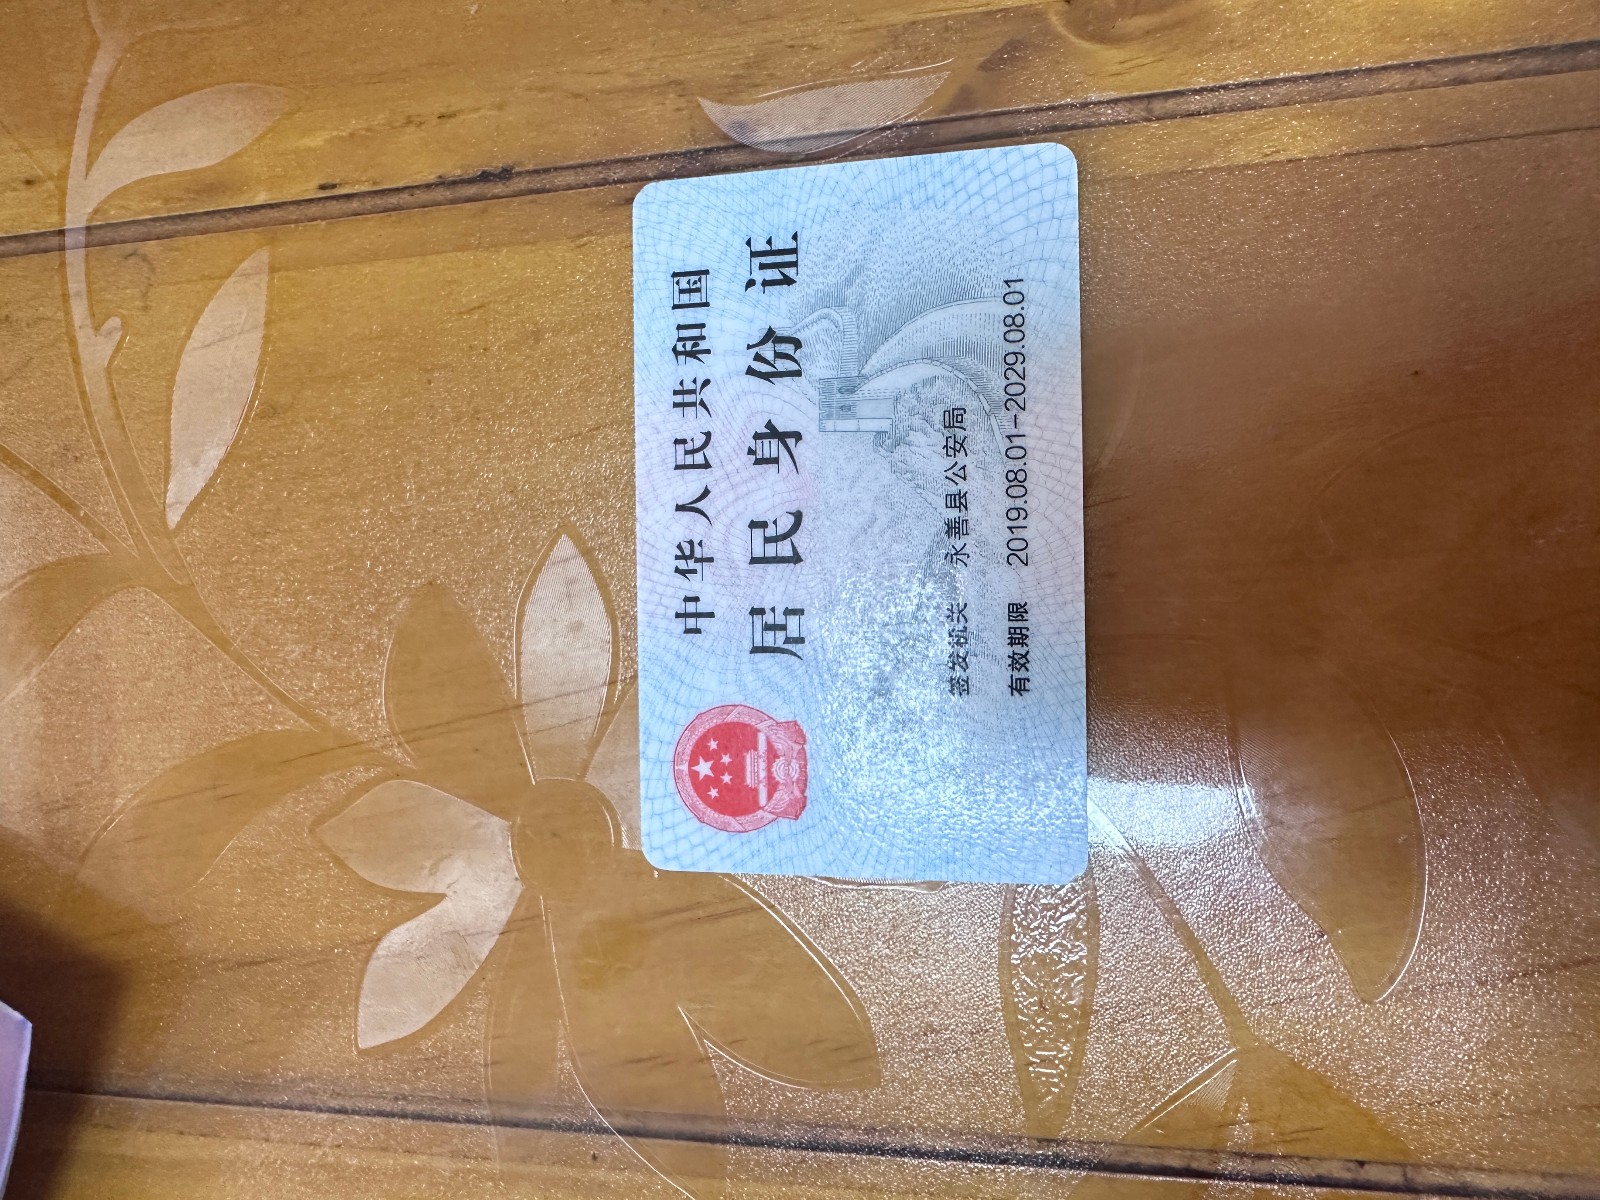 中华人民共和国
居民身份证
签发机关 永善县公安局
有效期限 2019.08.01-2029.08.01